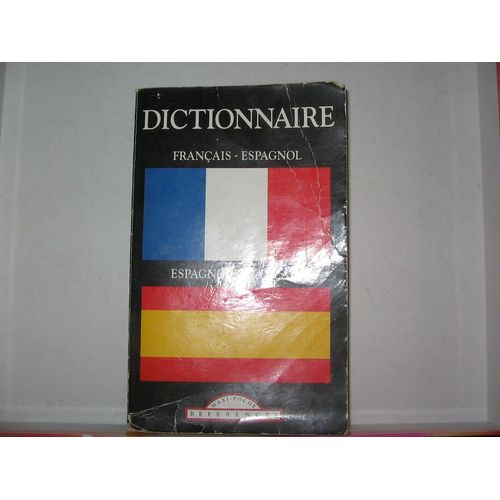 DICTIONNAIRE
FRANÇAIS - ESPAGNOL
MAXI-POCHE
RÉFÉRENCES